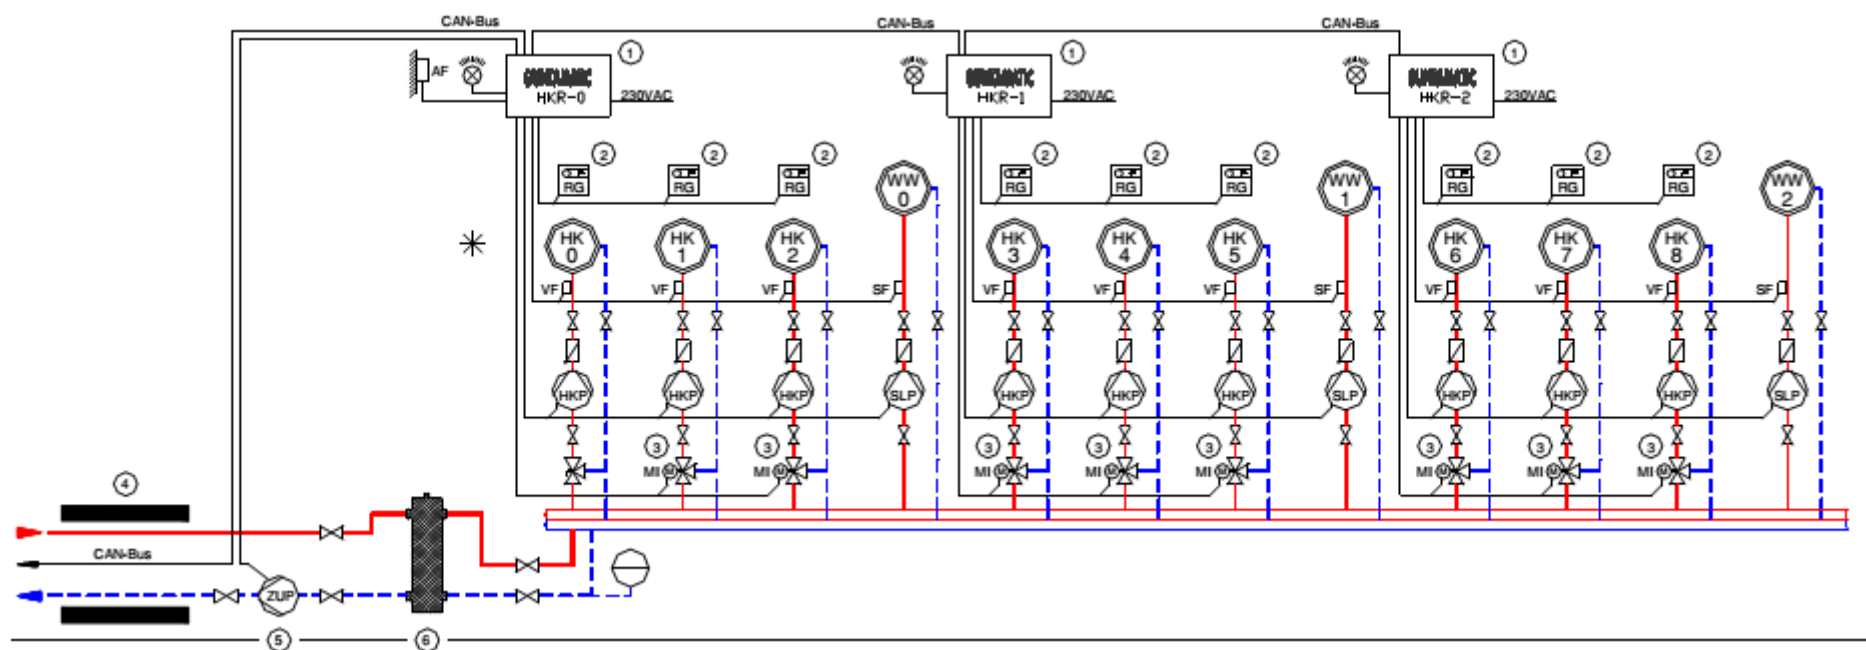 CAN-Bus CAN-Bus CAN-Bus
1 1 1
AF
HKR-0 230VAC HKR-1 230VAC HKR-2 230VAC
2 2 2 2 2 2 2 2 2
RG RG RG RG RG RG RG RG RG
WW 0 WW 1 WW 2
HK 0 HK 1 HK 2 HK 3 HK 4 HK 5 HK 6 HK 7 HK 8
VF VF VF SF VF VF VF SF VF VF VF SF
HKP HKP HKP SLP HKP HKP HKP SLP HKP HKP HKP SLP
3 3 3 3 3 3 3 3
MI M MI M MI M MI M MI M MI M MI M MI M
4
CAN-Bus
ZUP
5 6